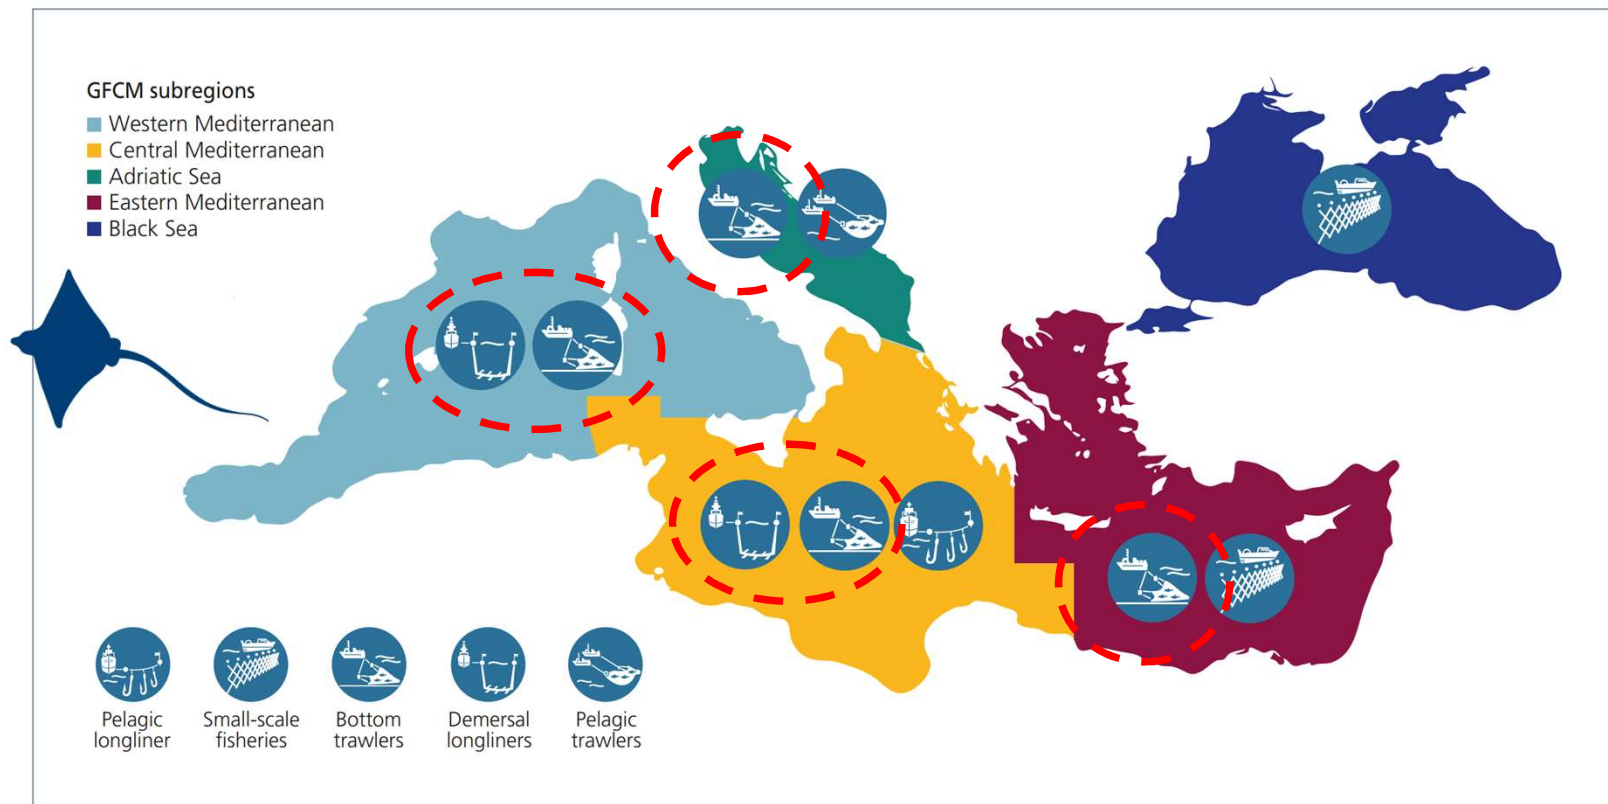 GFCM subregions
Western Mediterranean
Central Mediterranean
Adriatic Sea
Eastern Mediterranean
Black Sea
Pelagic
longliner
Small-scale
fisheries
Bottom
trawlers
Demersal
longliners
Pelagic
trawlers